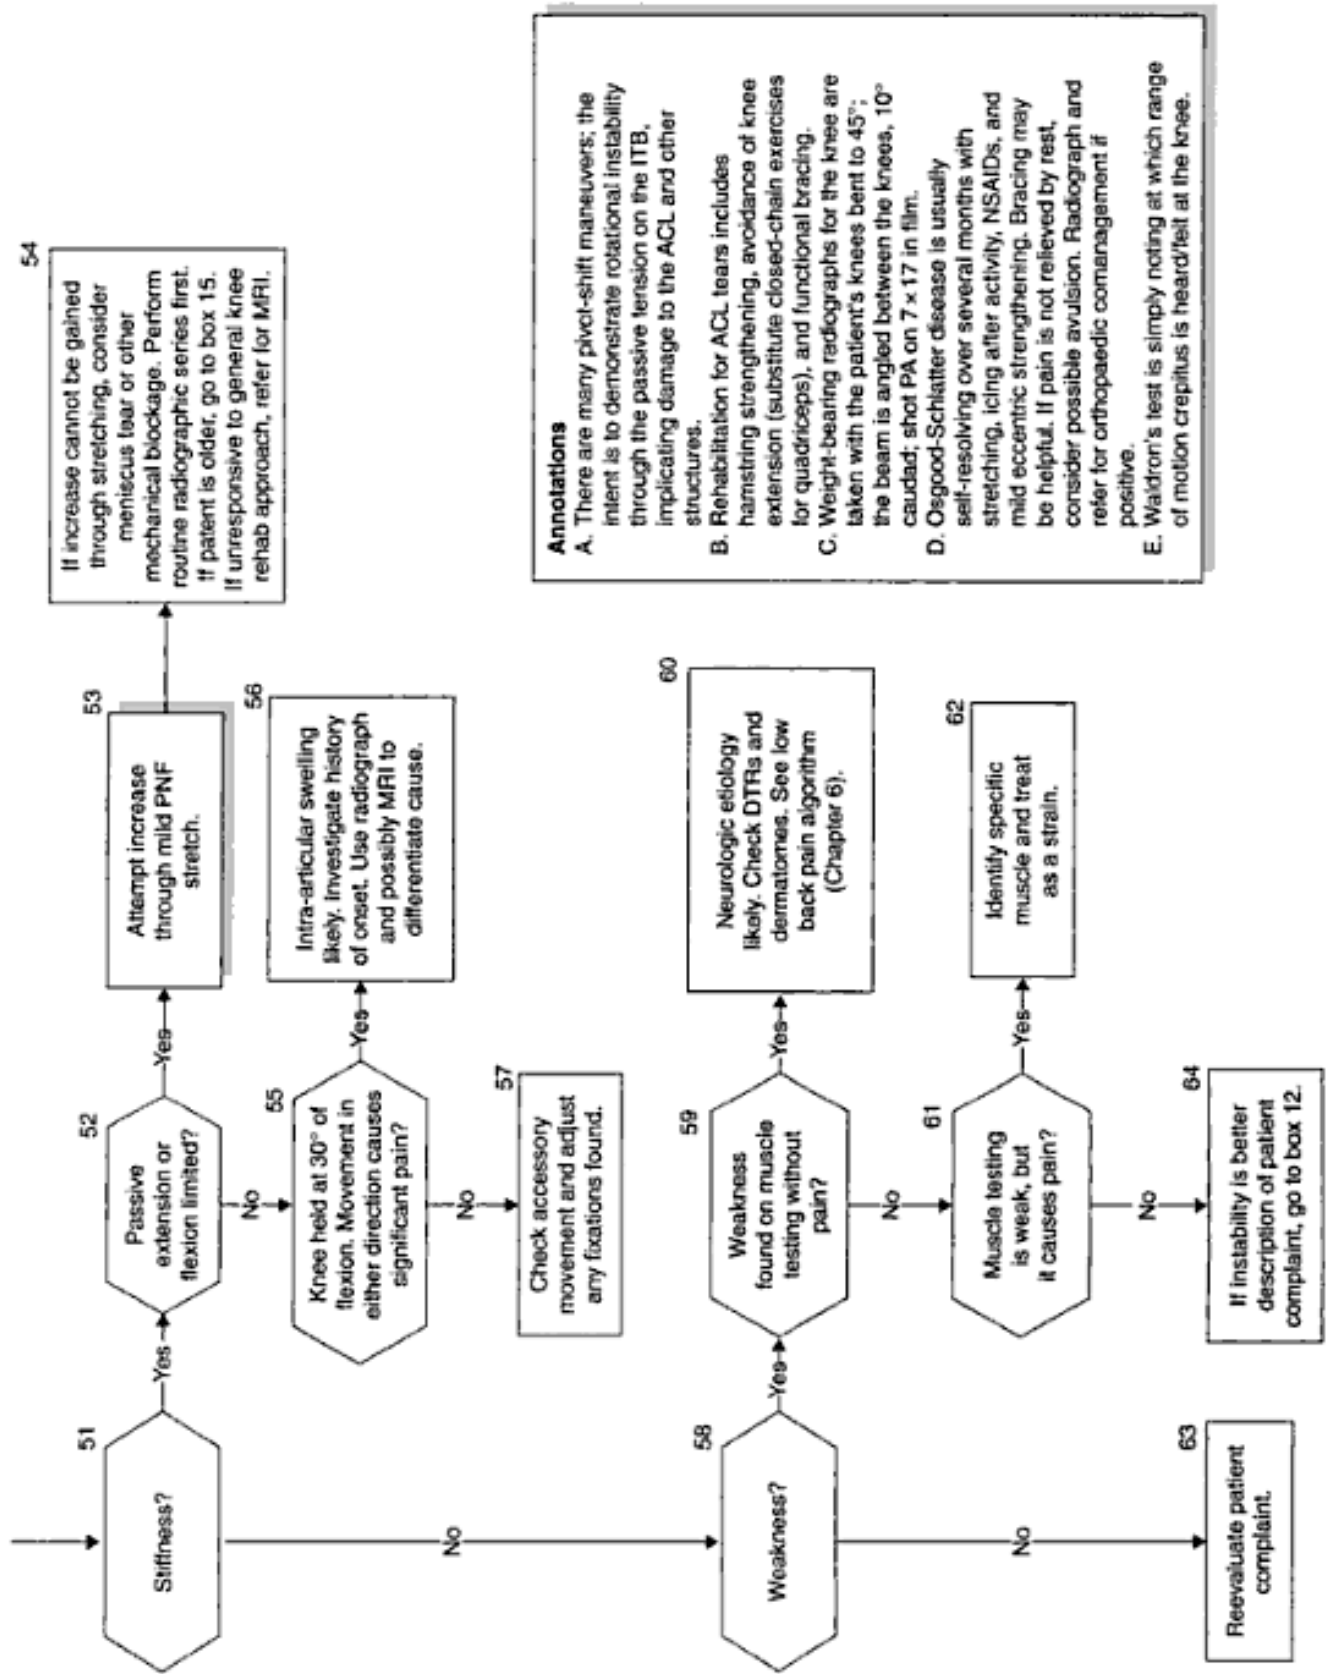 51
Stiffness?
Yes
52
Passive
extension or
flexion limited?
Yes
53
Attempt increase
through mild PNF
stretch.
54
If increase cannot be gained
through stretching, consider
meniscus tear or other
mechanical blockage. Perform
routine radiographic series first.
If patent is older, go to box 15.
If unresponsive to general knee
rehab approach, refer for MRI.
No
55
Knee held at 30° of
flexion. Movement in
either direction causes
significant pain?
Yes
56
Intra-articular swelling
likely. Investigate history
of onset. Use radiograph
and possibly MRI to
differentiate cause.
No
57
Check accessory
movement and adjust
any fixations found.
No
58
Weakness?
Yes
59
Weakness
found on muscle
testing without
pain?
Yes
60
Neurologic etiology
likely. Check DTRs and
dermatomes. See low
back pain algorithm
(Chapter 6).
No
61
Muscle testing
is weak, but
it causes pain?
Yes
62
Identify specific
muscle and treat
as a strain.
No
63
Reevaluate patient
complaint.
No
64
If instability is better
description of patient
complaint, go to box 12.
Annotations
A. There are many pivot-shift maneuvers; the
intent is to demonstrate rotational instability
through the passive tension on the ITB,
implicating damage to the ACL and other
structures.
B. Rehabilitation for ACL tears includes
hamstring strengthening, avoidance of knee
extension (substitute closed-chain exercises
for quadriceps), and functional bracing.
C. Weight-bearing radiographs for the knee are
taken with the patient's knees bent to 45°;
the beam is angled between the knees, 10°
caudad; shot PA on 7 x 17 in film.
D. Osgood-Schlatter disease is usually
self-resolving over several months with
stretching, icing after activity, NSAIDs, and
mild eccentric strengthening. Bracing may
be helpful. If pain is not relieved by rest,
consider possible avulsion. Radiograph and
refer for orthopaedic comanagement if
positive.
E. Waldron's test is simply noting at which range
of motion crepitus is heard/felt at the knee.